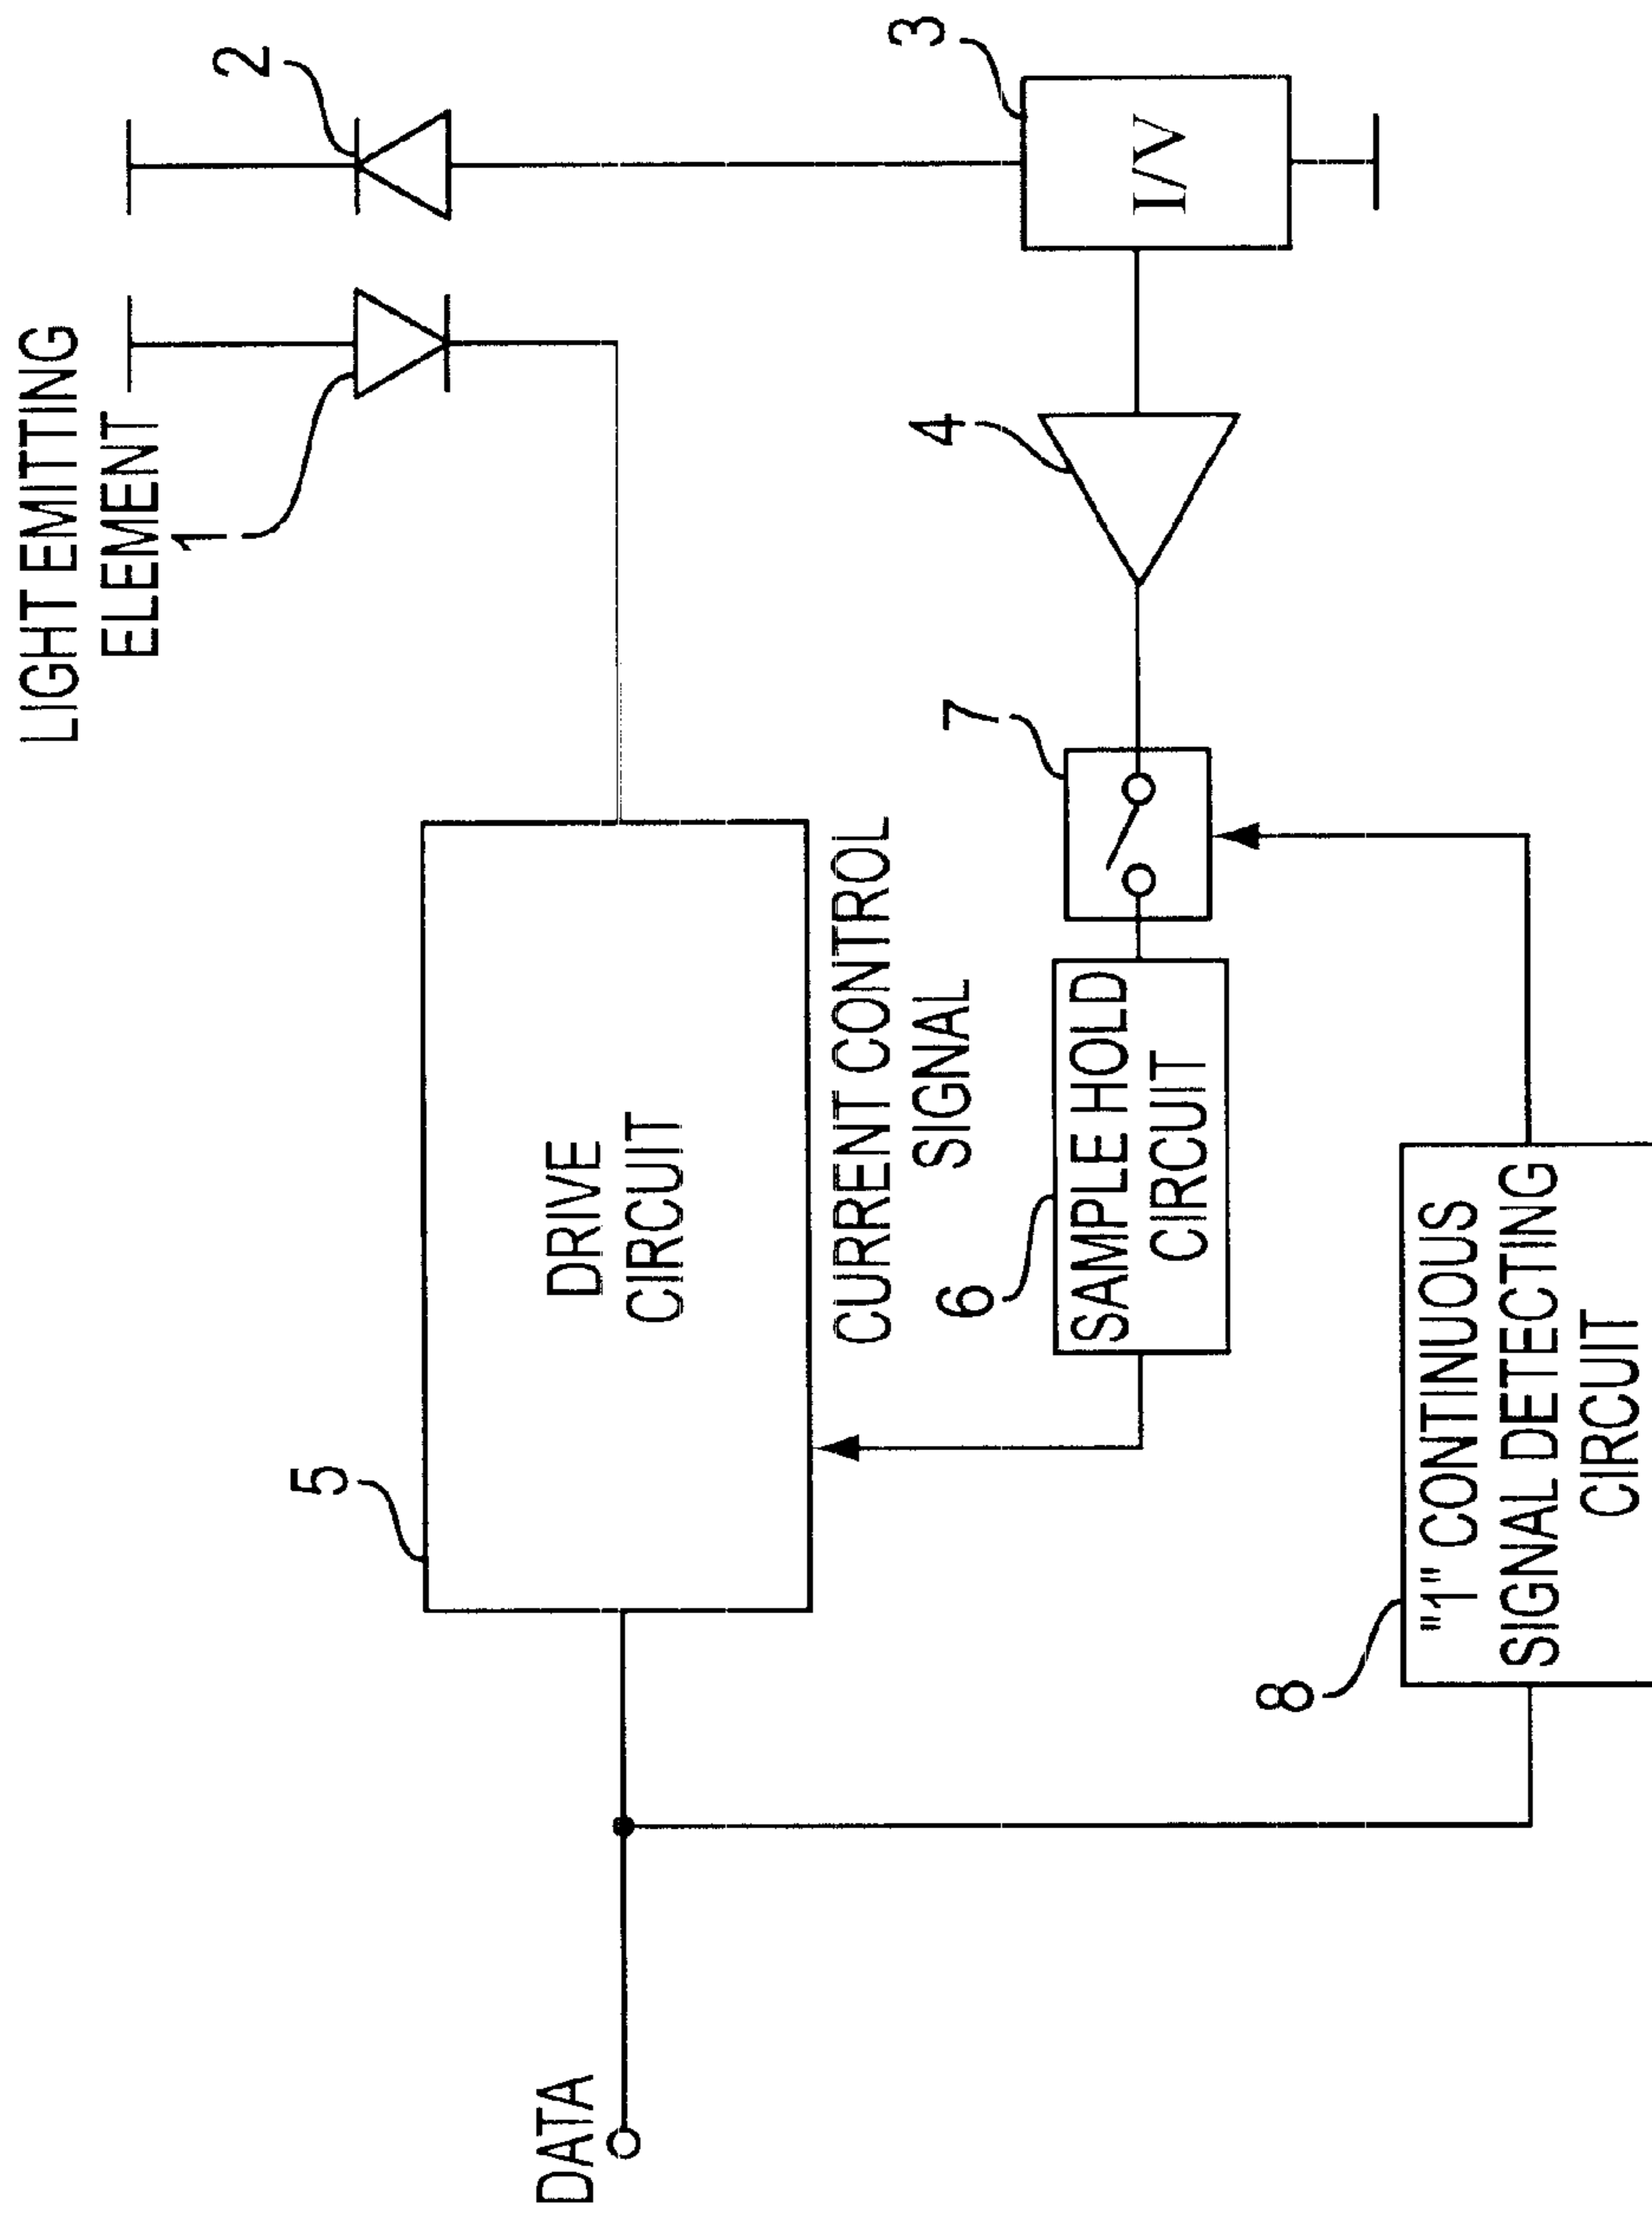 LIGHT EMITTING
ELEMENT
1
2
5
DRIVE
CIRCUIT
CURRENT CONTROL
SIGNAL
3
I/V
4
7
6
SAMPLE HOLD
CIRCUIT
8
"1" CONTINUOUS
SIGNAL DETECTING
CIRCUIT
DATA